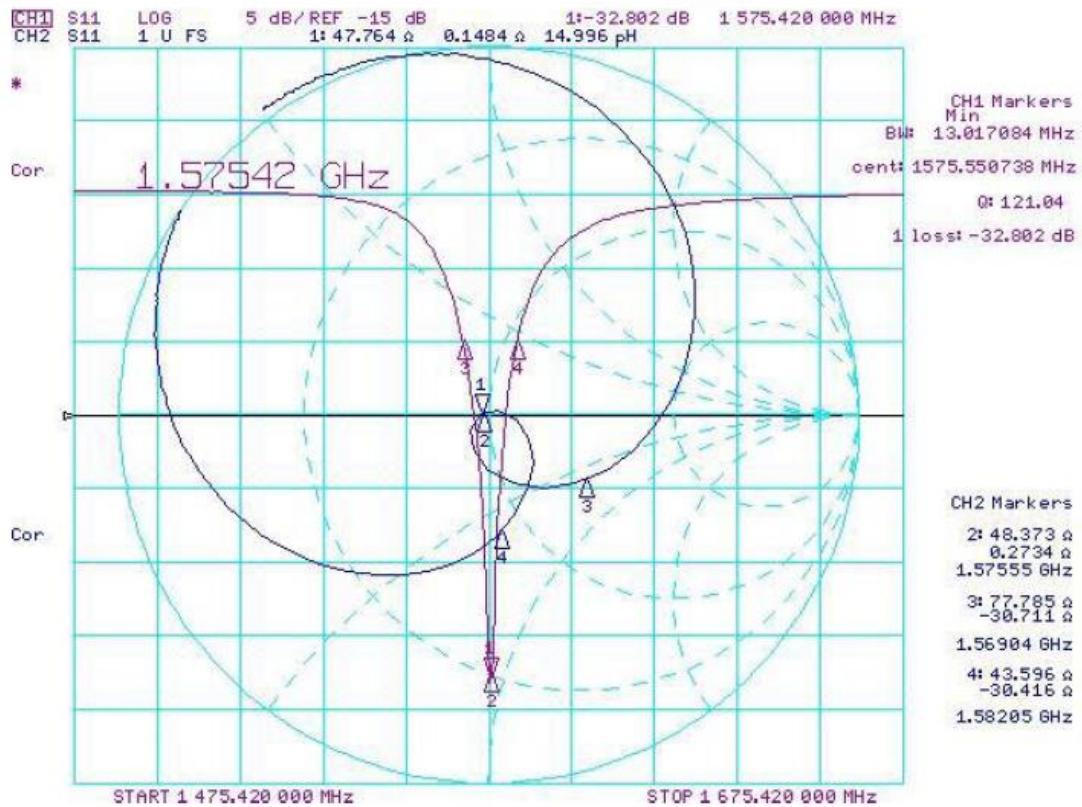 CH1 S11 LOG 5 dB/REF -15 dB 1:-32.802 dB 1 575.420 000 MHz
CH2 S11 1 U FS 1: 47.764 Ω 0.1484 Ω 14.996 pH
*
CH1 Markers
Min
BW: 13.017084 MHz
Cor
1.57542 GHz
cent: 1575.550738 MHz
Q: 121.04
1 loss: -32.802 dB
3
4
1
2
3
CH2 Markers
Cor
4
2: 48.373 Ω
0.2734 Ω
1.57555 GHz
3: 77.785 Ω
-30.711 Ω
1.56904 GHz
1
2
4: 43.596 Ω
-30.416 Ω
1.58205 GHz
START 1 475.420 000 MHz STOP 1 675.420 000 MHz